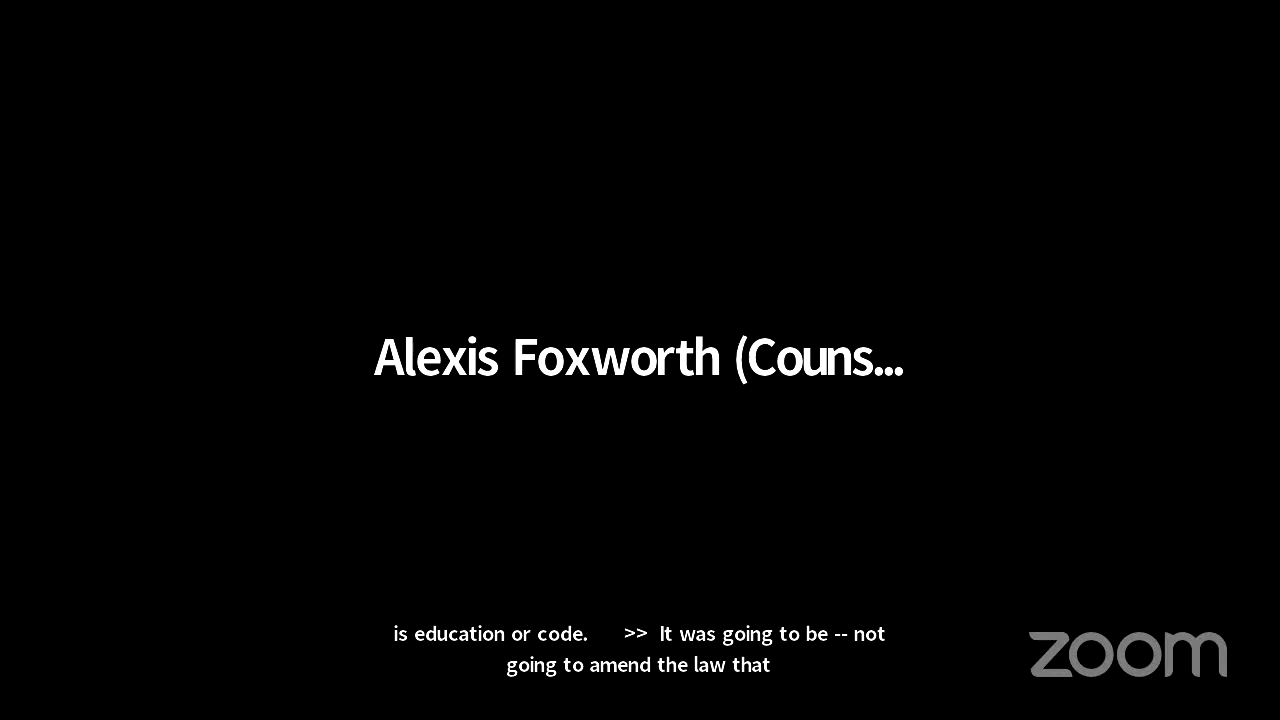 Alexis Foxworth (Couns...
is education or code. >> It was going to be -- not
going to amend the law that
zoom